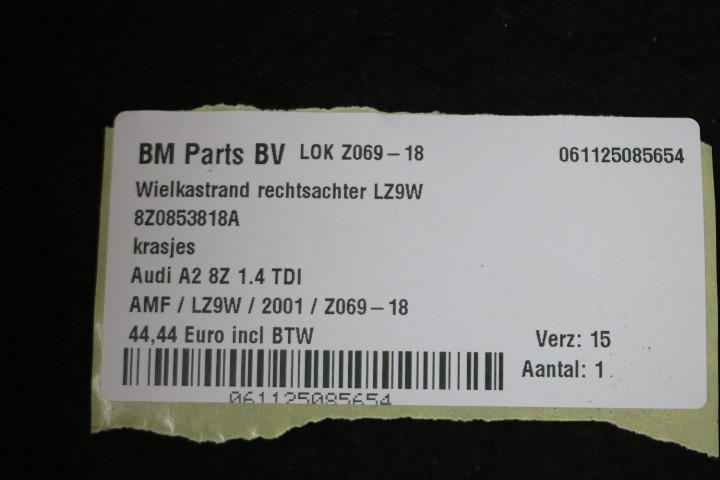 BM Parts BV LOK Z069-18 061125085654
Wielkastrand rechtsachter LZ9W
8Z0853818A
krasjes
Audi A2 8Z 1.4 TDI
AMF / LZ9W / 2001 / Z069-18
44,44 Euro incl BTW Verz: 15
Aantal: 1
061125085654